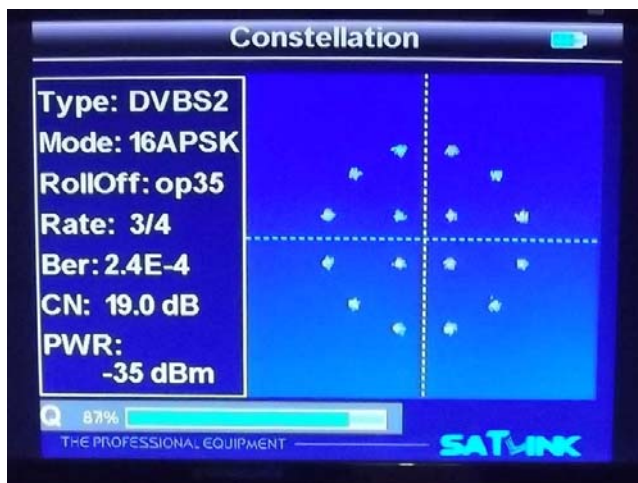 Constellation
Type: DVBS2
Mode: 16APSK
RollOff: op35
Rate: 3/4
Ber: 2.4E-4
CN: 19.0 dB
PWR:
-35 dBm
Q 87%
THE PROFESSIONAL EQUIPMENT
SATLINK